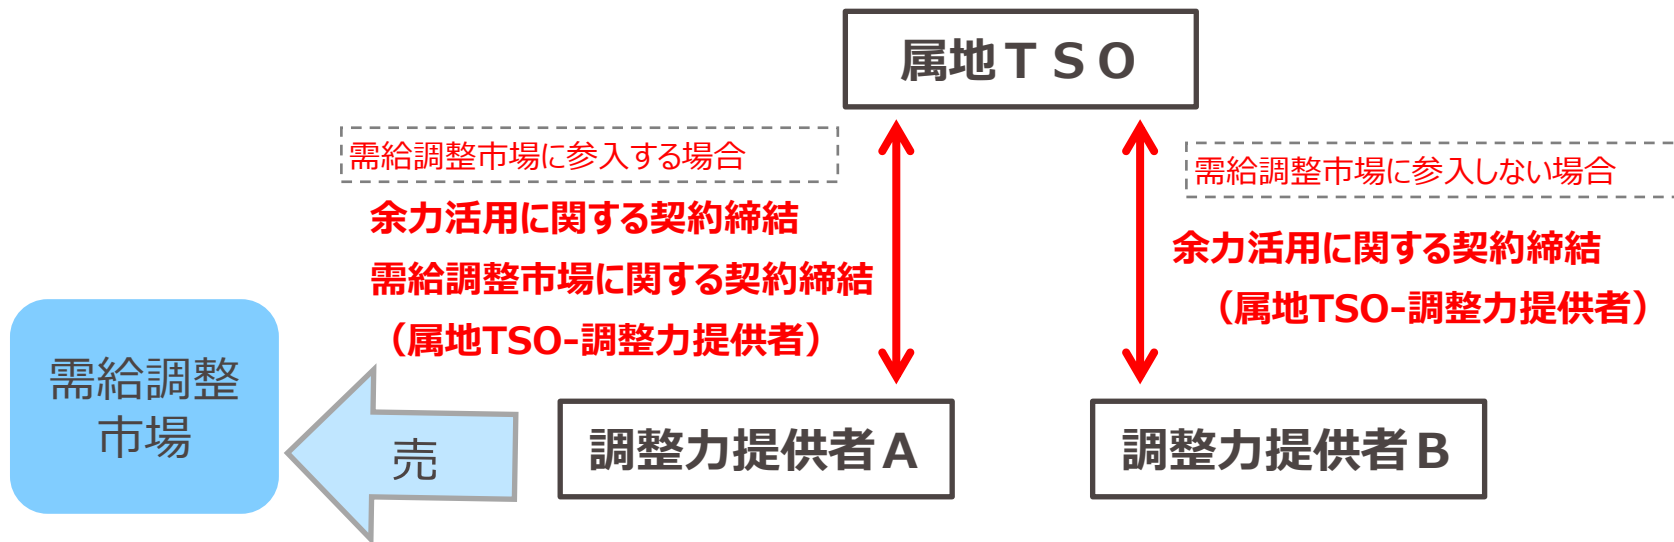 属地ＴＳＯ
需給調整市場に参入する場合
余力活用に関する契約締結
需給調整市場に関する契約締結
（属地TSO-調整力提供者）
需給調整市場に参入しない場合
余力活用に関する契約締結
（属地TSO-調整力提供者）
需給調整
市場
売
調整力提供者Ａ
調整力提供者Ｂ